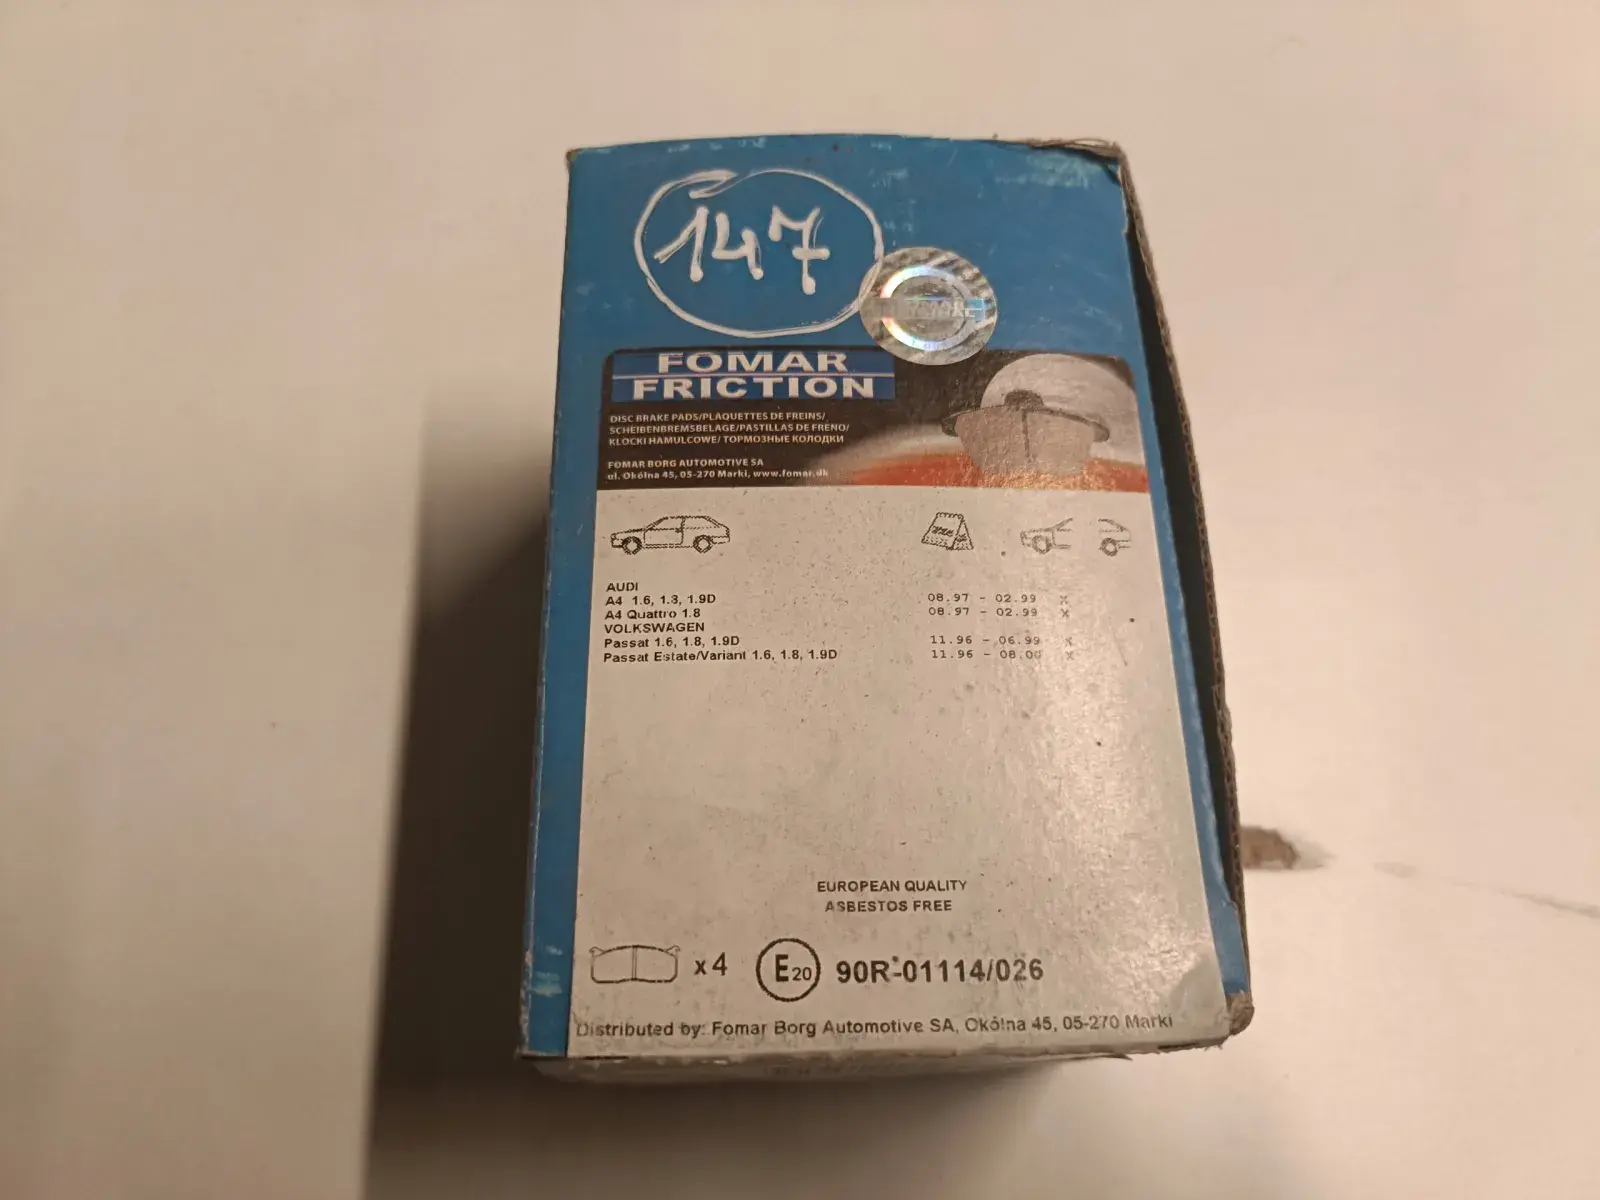 147
FOMAR
FRICTION
DISC BRAKE PADS/PLAQUETTES DE FREINS/
SCHEIBENBREMSBELAGE/PASTILLAS DE FRENO/
KLOCKI HAMULCOWE/ ТОРМОЗНЫЕ КОЛОДКИ
FOMAR BORG AUTOMOTIVE SA
ul. Okólna 45, 05-270 Marki, www.fomar.dk
AUDI
A4 1.6, 1.8, 1.9D 08.97 - 02.99 X
A4 Quattro 1.8 08.97 - 02.99 X
VOLKSWAGEN
Passat 1.6, 1.8, 1.9D 11.96 - 06.99 X
Passat Estate/Variant 1.6, 1.8, 1.9D 11.96 - 08.00 X
EUROPEAN QUALITY
ASBESTOS FREE
x4 E20 90R-01114/026
Distributed by: Fomar Borg Automotive SA, Okólna 45, 05-270 Marki